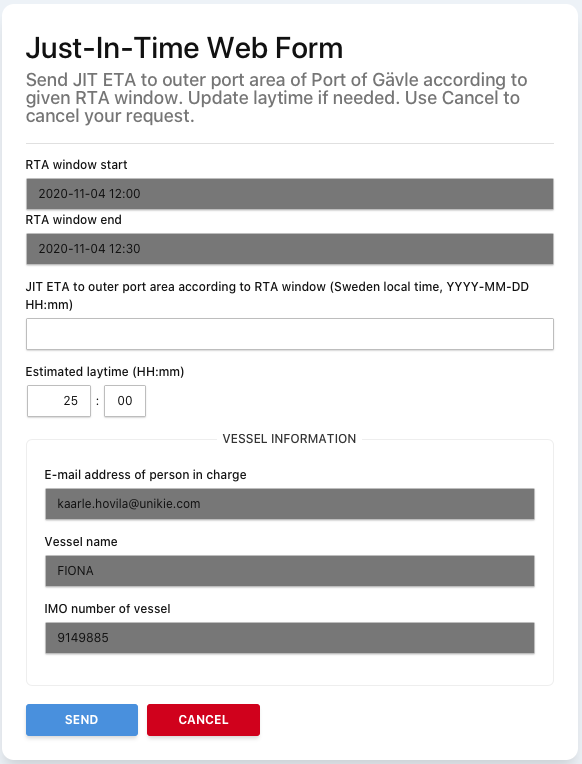 Just-In-Time Web Form
Send JIT ETA to outer port area of Port of Gävle according to
given RTA window. Update laytime if needed. Use Cancel to
cancel your request.
RTA window start
2020-11-04 12:00
RTA window end
2020-11-04 12:30
JIT ETA to outer port area according to RTA window (Sweden local time, YYYY-MM-DD
HH:mm)
Estimated laytime (HH:mm)
25 : 00
VESSEL INFORMATION
E-mail address of person in charge
kaarle.hovila@unikie.com
Vessel name
FIONA
IMO number of vessel
9149885
SEND CANCEL